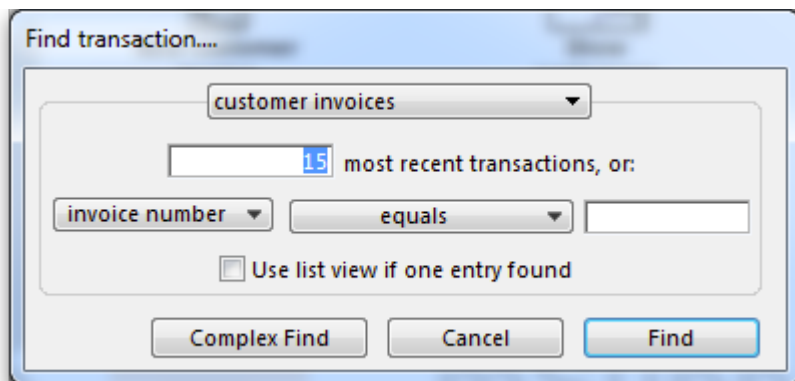 Find transaction....
customer invoices
15 most recent transactions, or:
invoice number equals
Use list view if one entry found
Complex Find Cancel Find